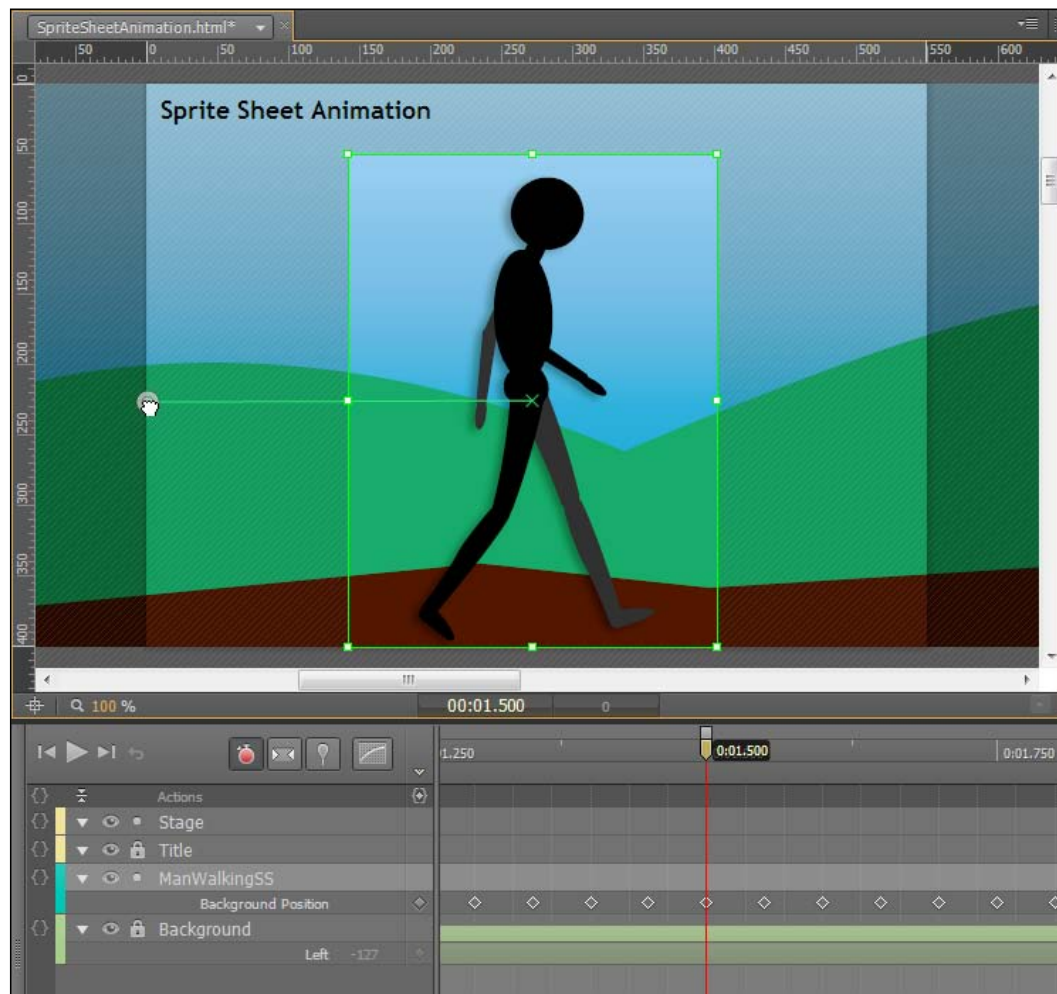 SpriteSheetAnimation.html*
50 0 50 100 150 200 250 300 350 400 450 500 550 600
0
50
100
150
200
250
300
350
400
Sprite Sheet Animation
100 %
00:01.500
0
1.250
0:01.500
0:01.750
Actions
Stage
Title
ManWalkingSS
Background Position
Background
Left -127